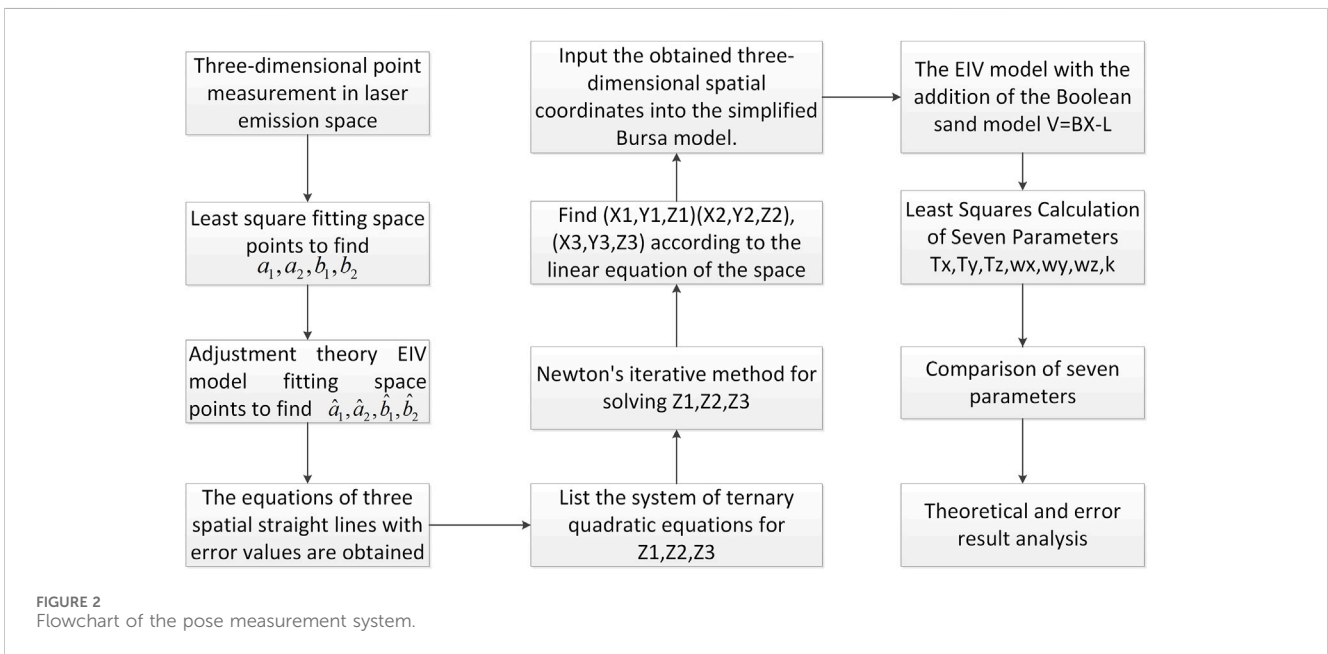 Three-dimensional point
measurement in laser
emission space
Least square fitting space
points to find
a₁,a₂,b₁,b₂
Adjustment theory EIV
model fitting space
points to find â₁,â₂,b̂₁,b̂₂
The equations of three
spatial straight lines with
error values are obtained
List the system of ternary
quadratic equations for
Z1,Z2,Z3
Newton's iterative method for
solving Z1,Z2,Z3
Find (X1,Y1,Z1)(X2,Y2,Z2),
(X3,Y3,Z3) according to the
linear equation of the space
Input the obtained three-
dimensional spatial
coordinates into the simplified
Bursa model.
The EIV model with the
addition of the Boolean
sand model V=BX-L
Least Squares Calculation
of Seven Parameters
Tx,Ty,Tz,wx,wy,wz,k
Comparison of seven
parameters
Theoretical and error
result analysis
FIGURE 2
Flowchart of the pose measurement system.